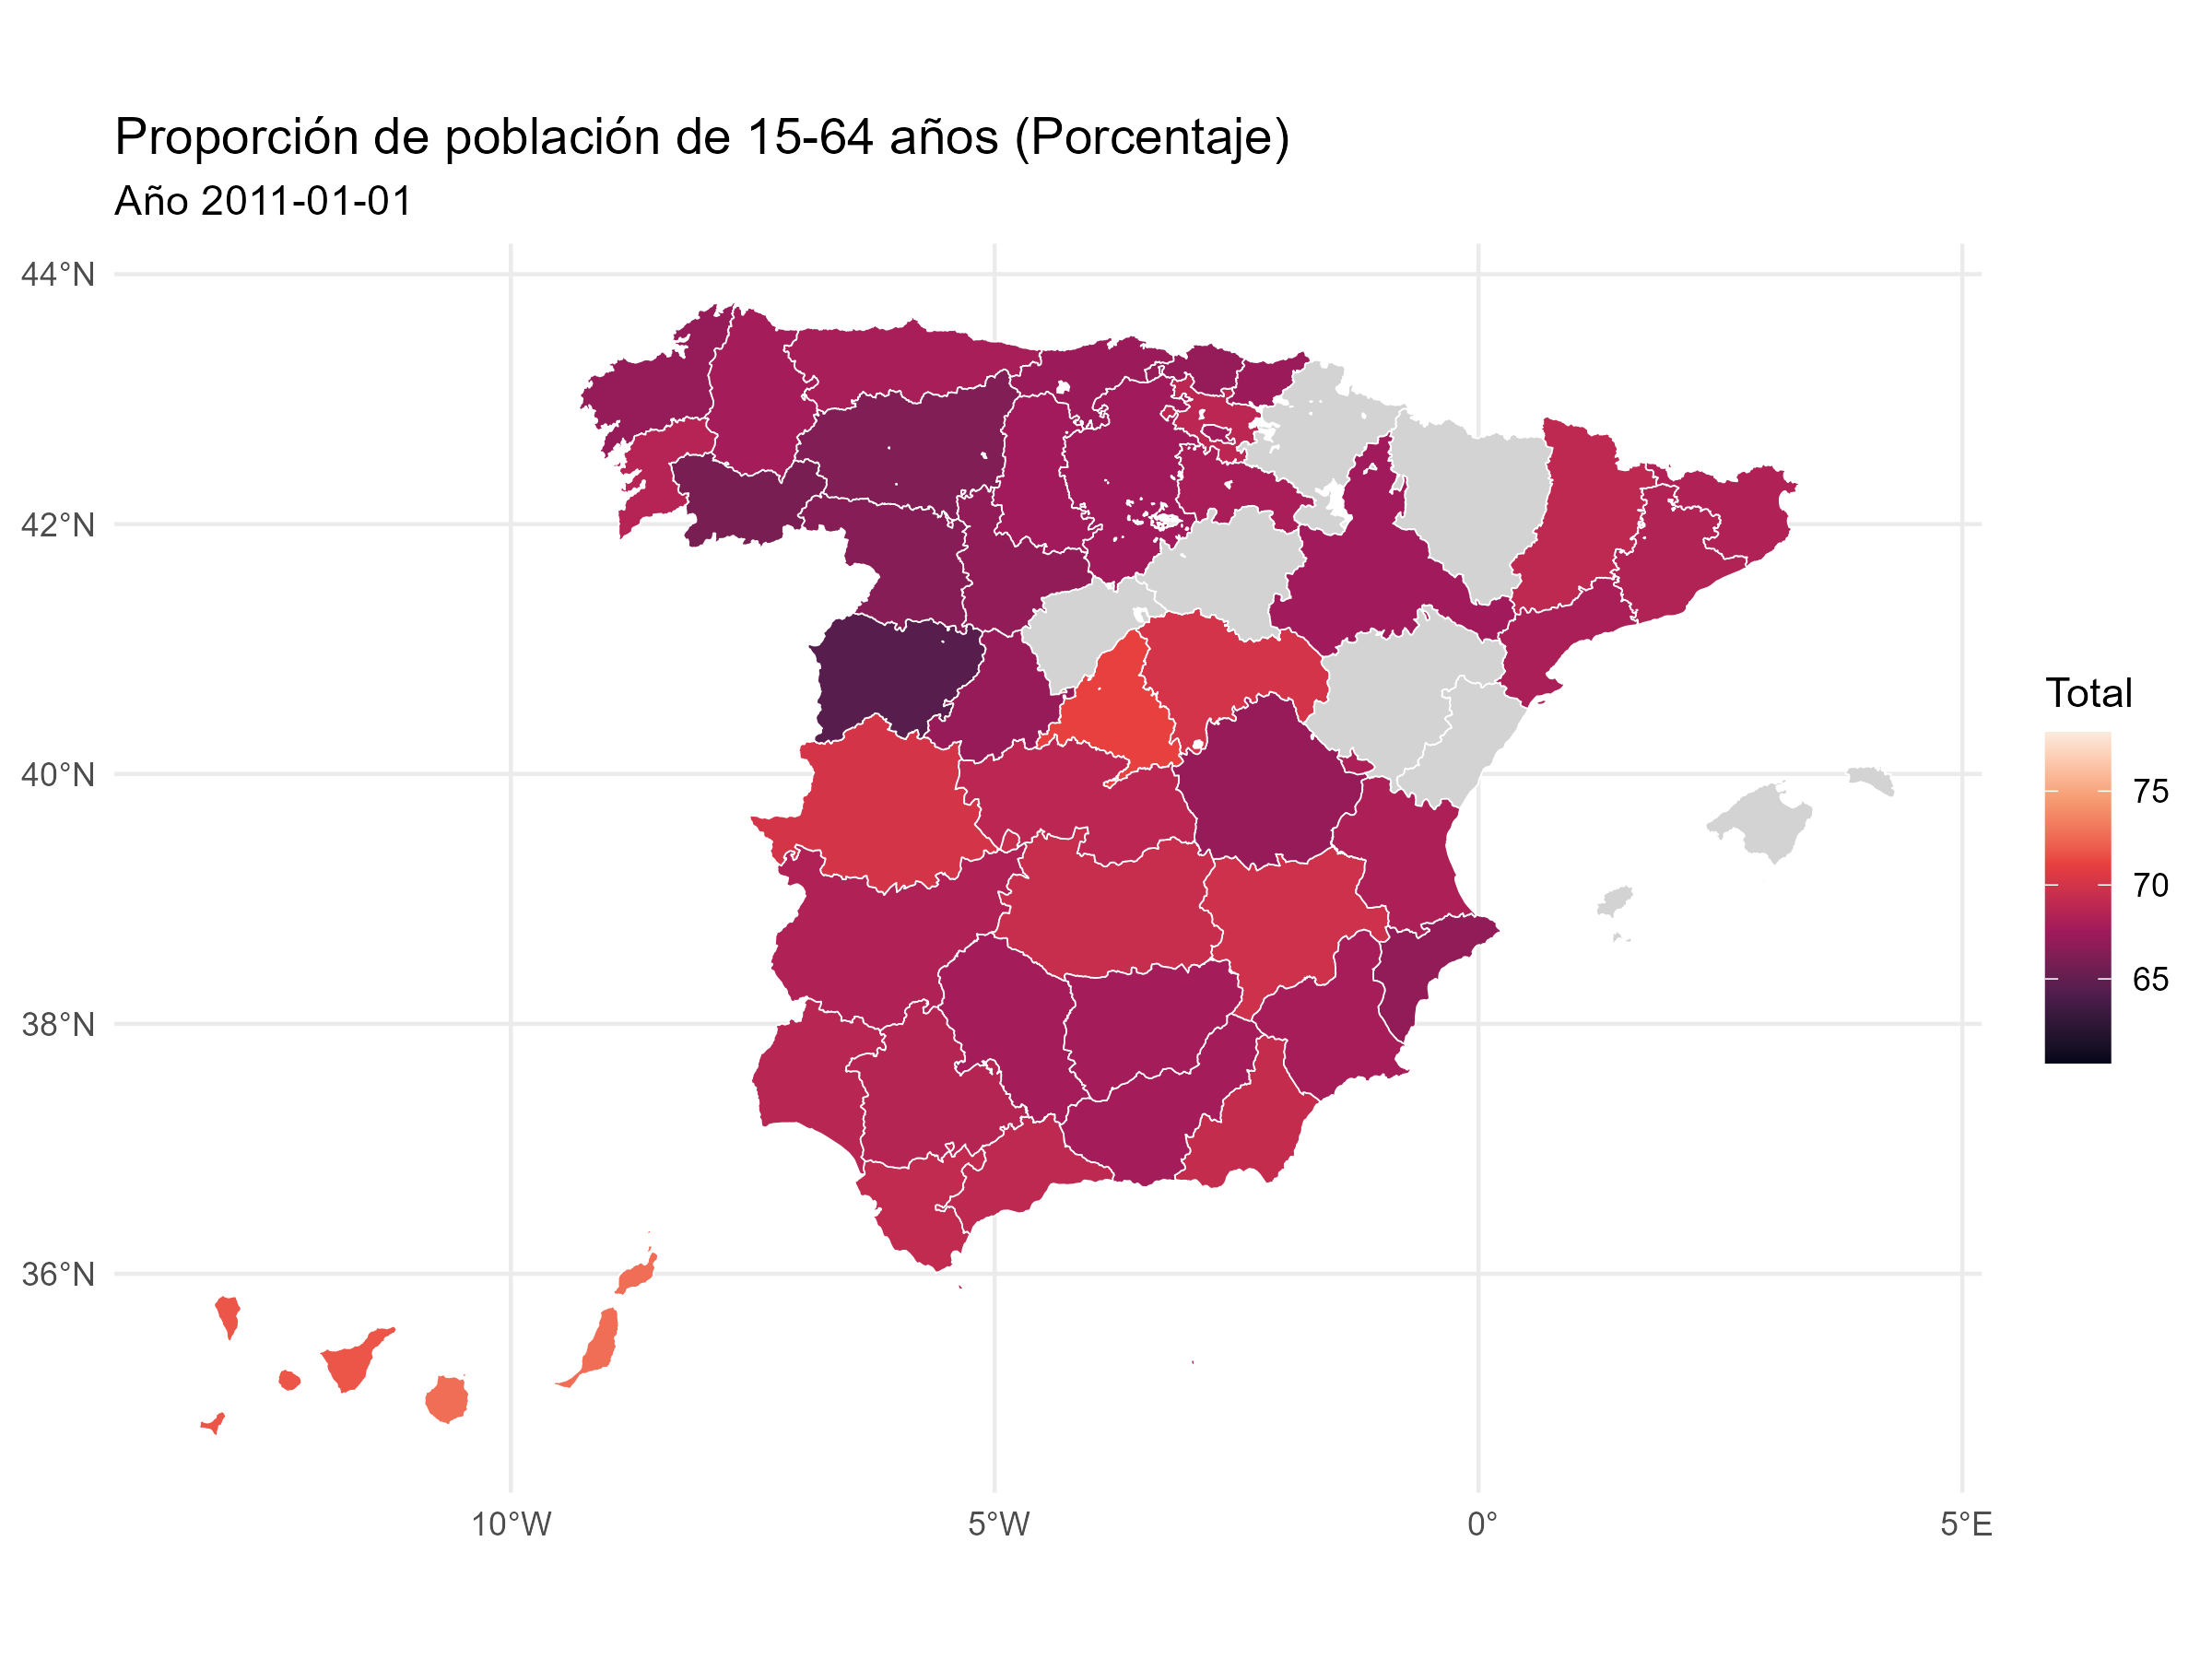 Proporción de población de 15-64 años (Porcentaje)
Año 2011-01-01
44°N
42°N
40°N
38°N
36°N
10°W
5°W
0°
5°E
Total
75
70
65